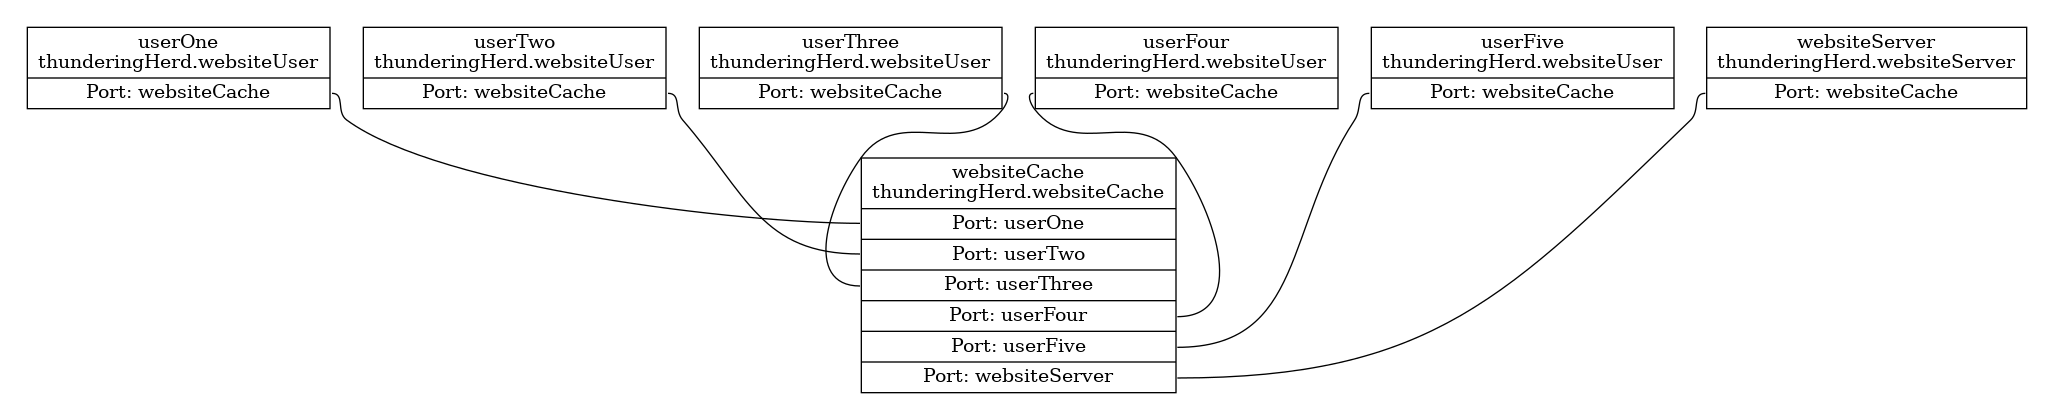 userOne
thunderingHerd.websiteUser
Port: websiteCache
userTwo
thunderingHerd.websiteUser
Port: websiteCache
userThree
thunderingHerd.websiteUser
Port: websiteCache
userFour
thunderingHerd.websiteUser
Port: websiteCache
userFive
thunderingHerd.websiteUser
Port: websiteCache
websiteServer
thunderingHerd.websiteServer
Port: websiteCache
websiteCache
thunderingHerd.websiteCache
Port: userOne
Port: userTwo
Port: userThree
Port: userFour
Port: userFive
Port: websiteServer